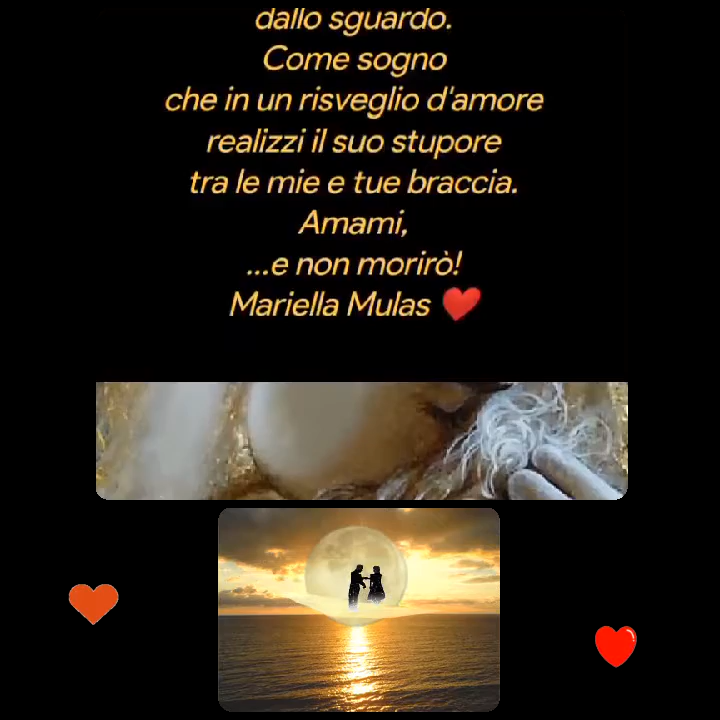 dallo sguardo.
Come sogno
che in un risveglio d'amore
realizzi il suo stupore
tra le mie e tue braccia.
Amami,
...e non morirò!
Mariella Mulas ❤️